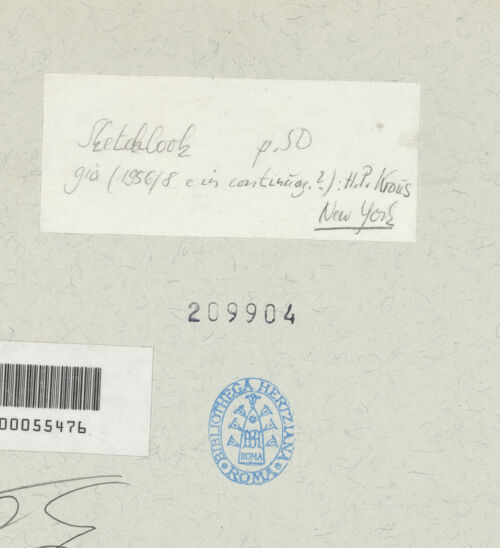 Sketchbook p.50
già (1956/8 e in continuaz.?): H.P. Kraus
New York
209904
00055476
BIBLIOTHECA HERTZIANA
ROMA
ROMA